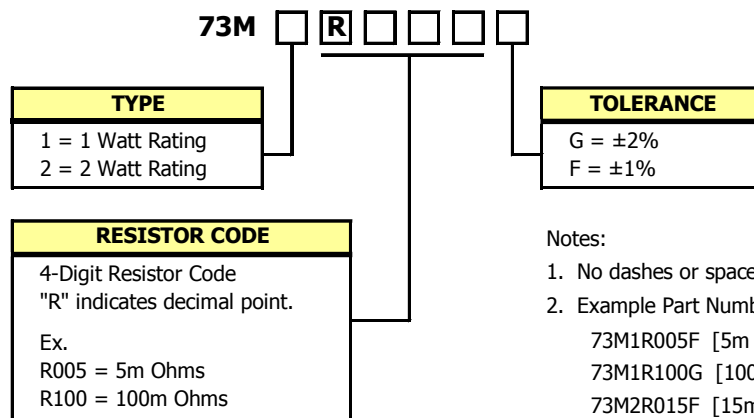 73M R
TYPE
1 = 1 Watt Rating
2 = 2 Watt Rating
TOLERANCE
G = ±2%
F = ±1%
RESISTOR CODE
4-Digit Resistor Code
"R" indicates decimal point.
Ex.
R005 = 5m Ohms
R100 = 100m Ohms
Notes:
1. No dashes or space
2. Example Part Numb
73M1R005F [5m
73M1R100G [100
73M2R015F [15m